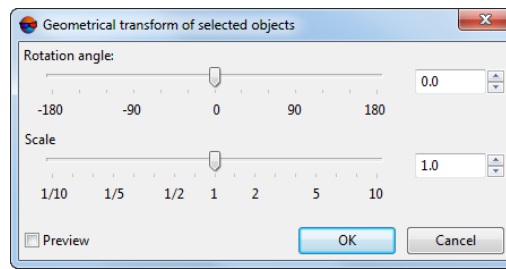 Geometrical transform of selected objects
Rotation angle:
0.0
-180 -90 0 90 180
Scale
1.0
1/10 1/5 1/2 1 2 5 10
Preview OK Cancel